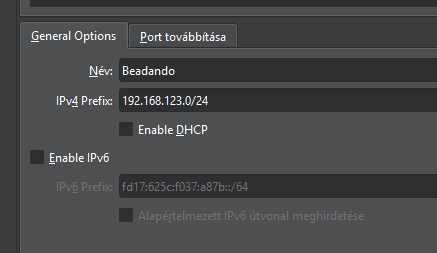 General Options Port továbbítása
Név: Beadando
IPv4 Prefix: 192.168.123.0/24
Enable DHCP
Enable IPv6
IPv6 Prefix: fd17:625c:f037:a87b::/64
Alapértelmezett IPv6 útvonal meghirdetése